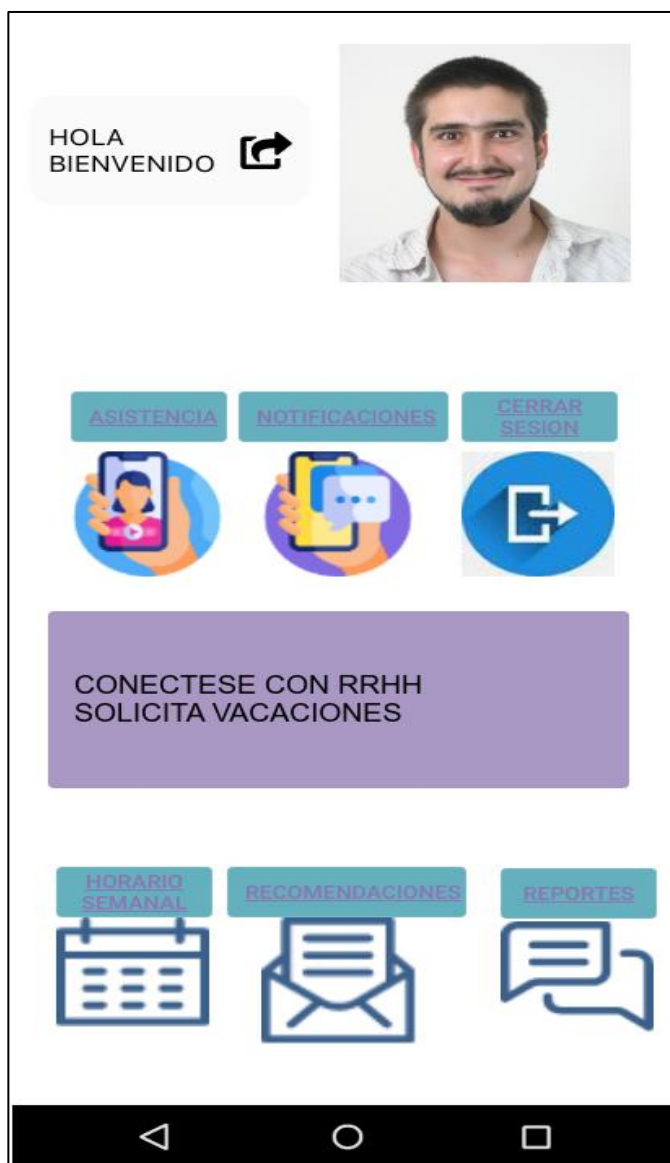 HOLA
BIENVENIDO
ASISTENCIA
NOTIFICACIONES
CERRAR
SESION
CONECTESE CON RRHH
SOLICITA VACACIONES
HORARIO
SEMANAL
RECOMENDACIONES
REPORTES